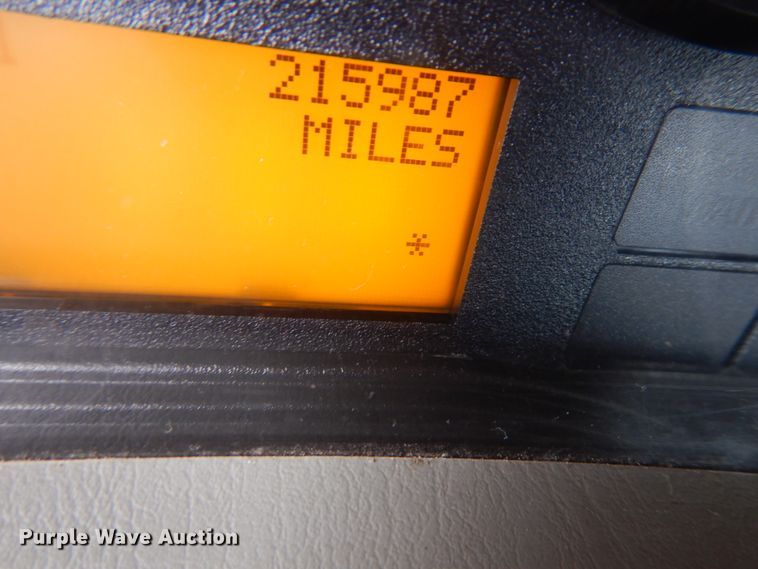 215987
MILES
*
Purple Wave Auction